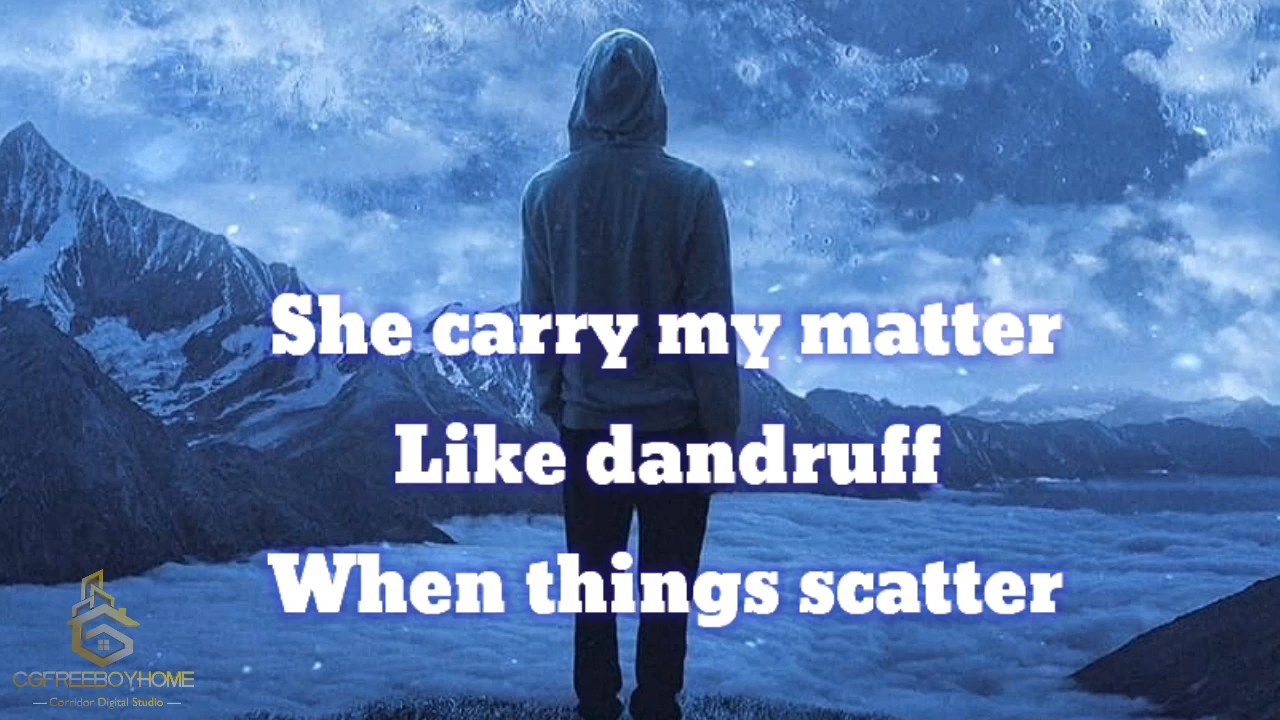 She carry my matter
Like dandruff
When things scatter
CGFREEBOYHOME
Corridor Digital Studio